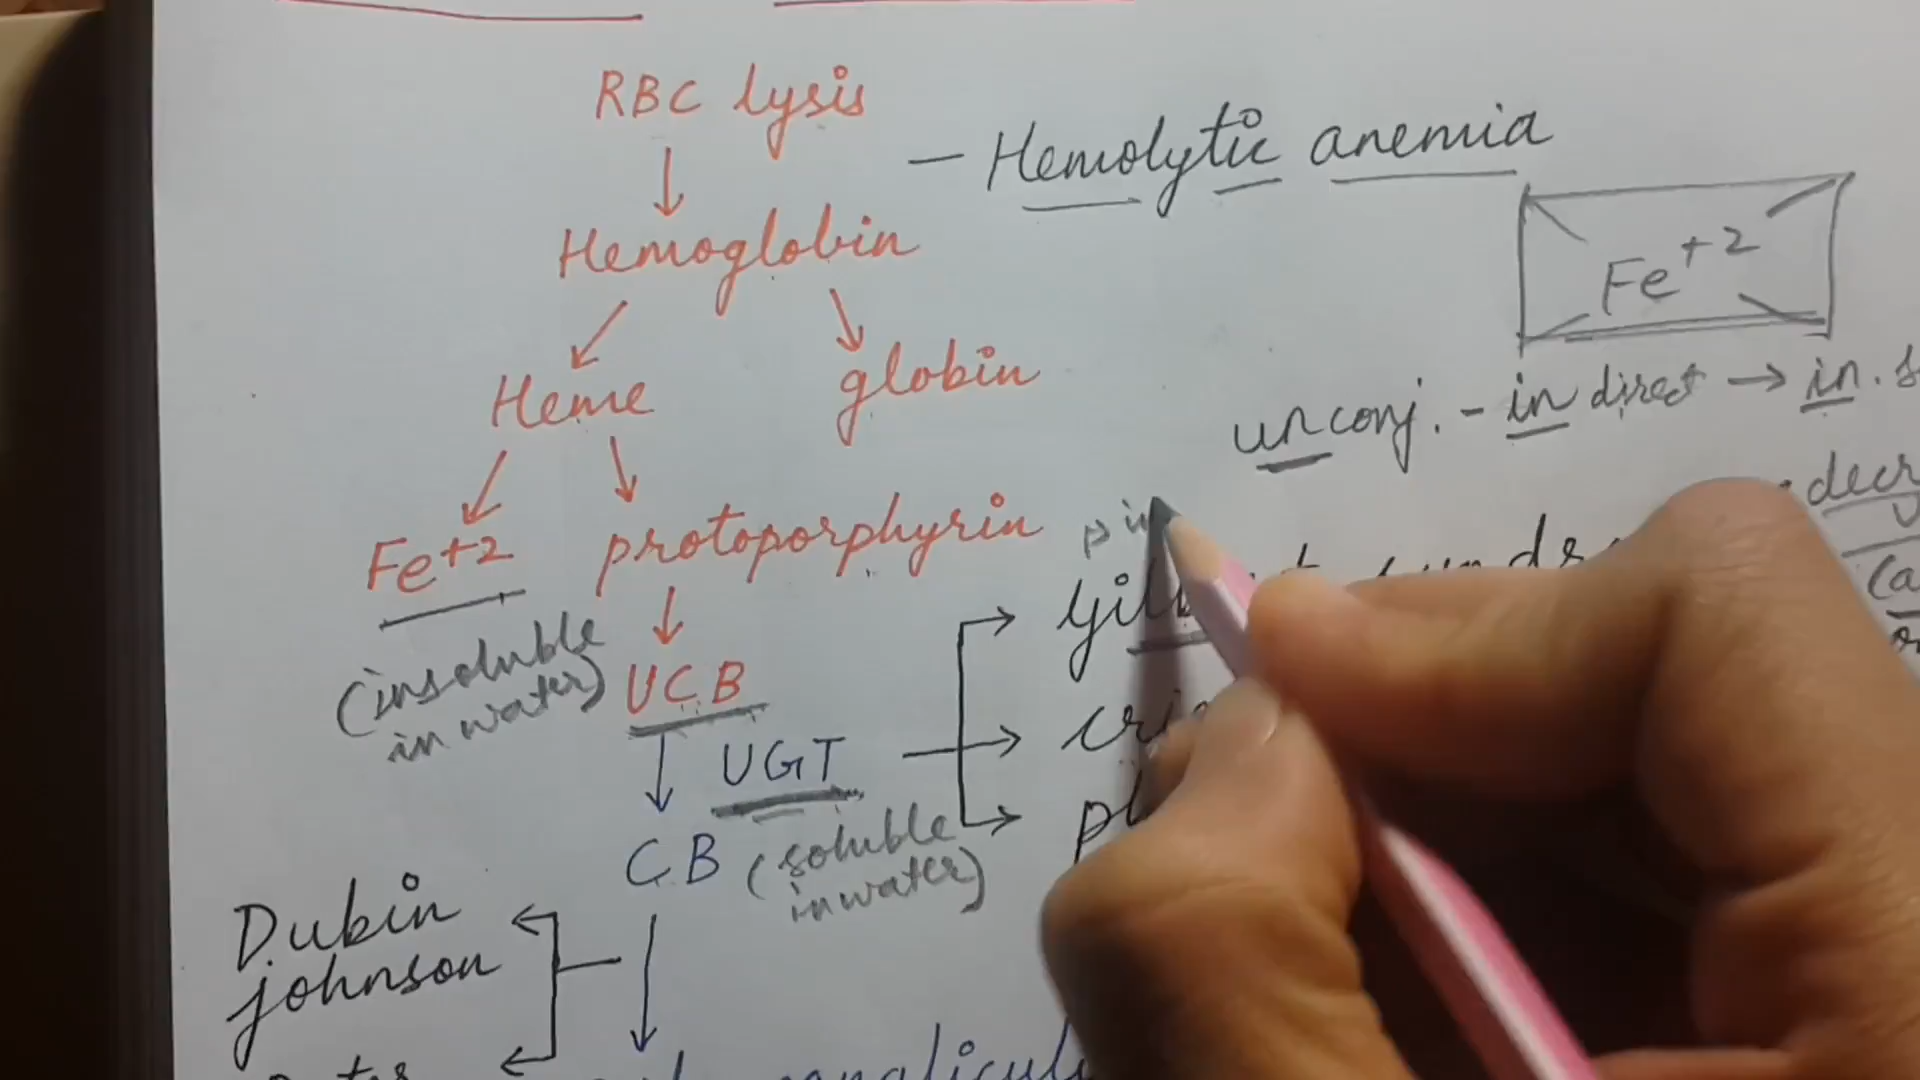 RBC lysis
- Hemolytic anemia
Hemoglobin
Fe+2
Heme
globin
unconj. - in direct → in.
Fe+2
protoporphyrin
(insoluble
in water)
UCB
UGT
CB
(soluble
in water)
Dubin
johnson
canaliculi